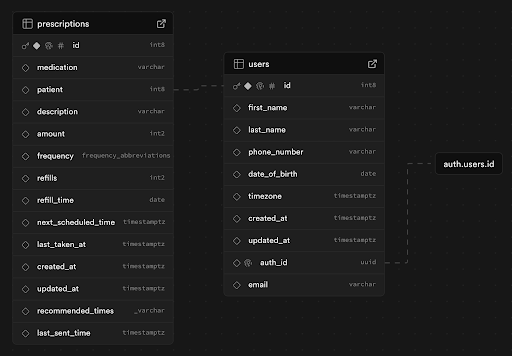 prescriptions
id int8
medication varchar
patient int8
description varchar
amount int2
frequency frequency_abbreviations
refills int2
refill_time date
next_scheduled_time timestamptz
last_taken_at timestamptz
created_at timestamptz
updated_at timestamptz
recommended_times _varchar
last_sent_time timestamptz
users
id int8
first_name varchar
last_name varchar
phone_number varchar
date_of_birth date
timezone timestamptz
created_at timestamptz
updated_at timestamptz
auth_id uuid
email varchar
auth.users.id